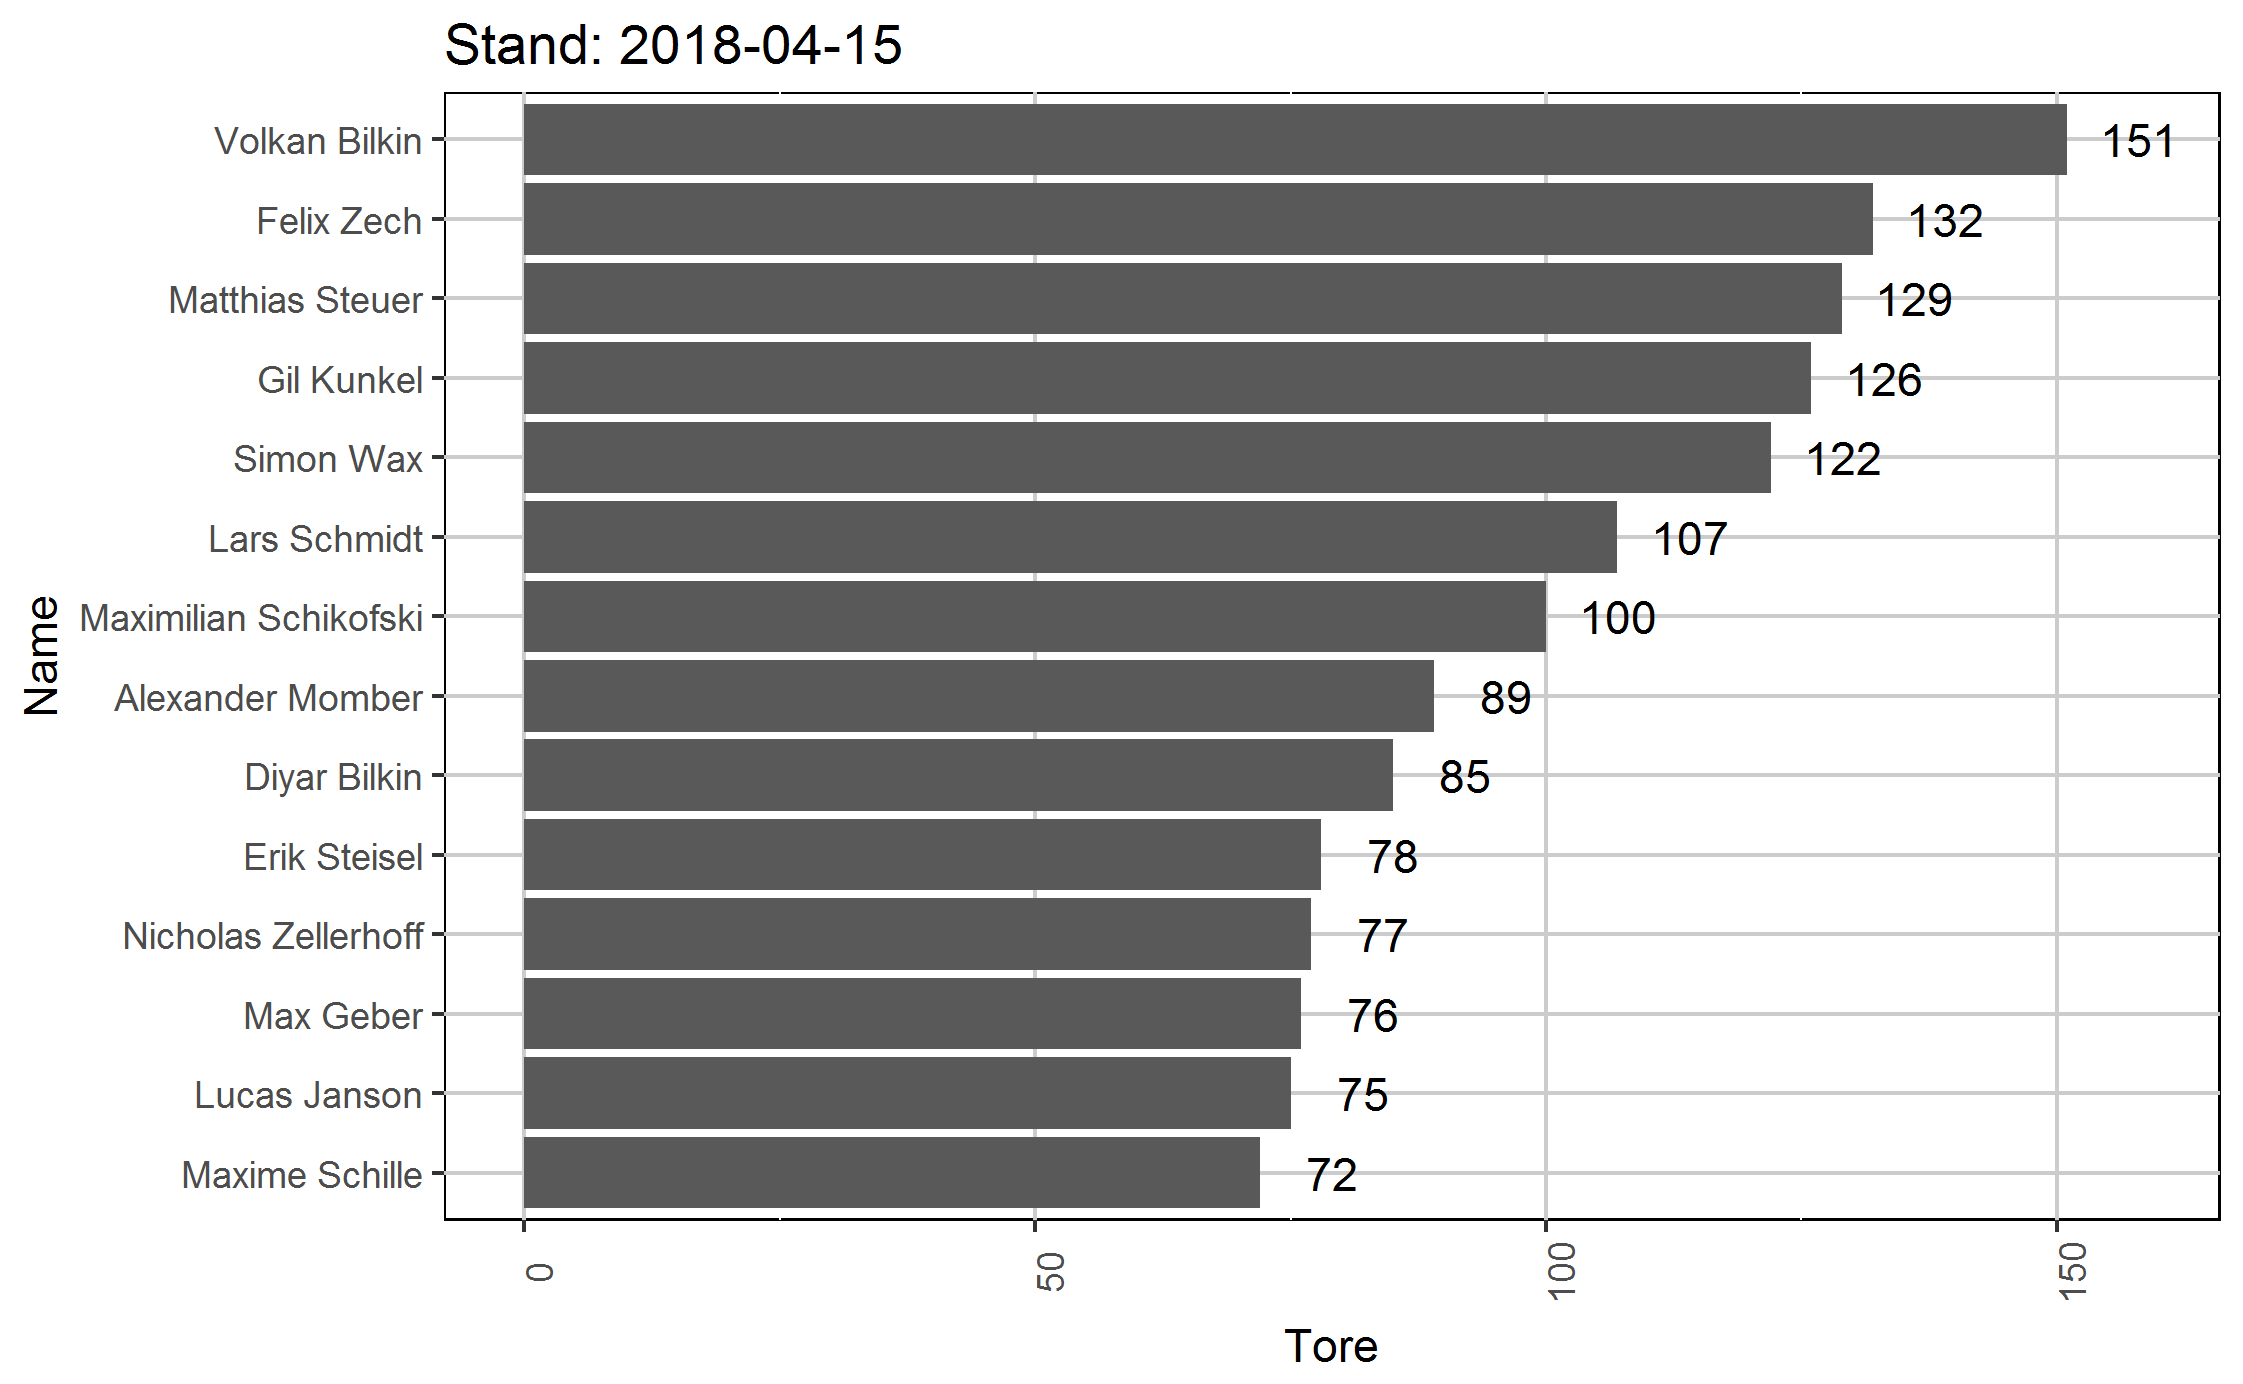 Stand: 2018-04-15
Volkan Bilkin 151
Felix Zech 132
Matthias Steuer 129
Gil Kunkel 126
Simon Wax 122
Lars Schmidt 107
Maximilian Schikofski 100
Alexander Momber 89
Diyar Bilkin 85
Erik Steisel 78
Nicholas Zellerhoff 77
Max Geber 76
Lucas Janson 75
Maxime Schille 72
Name
0 50 100 150
Tore